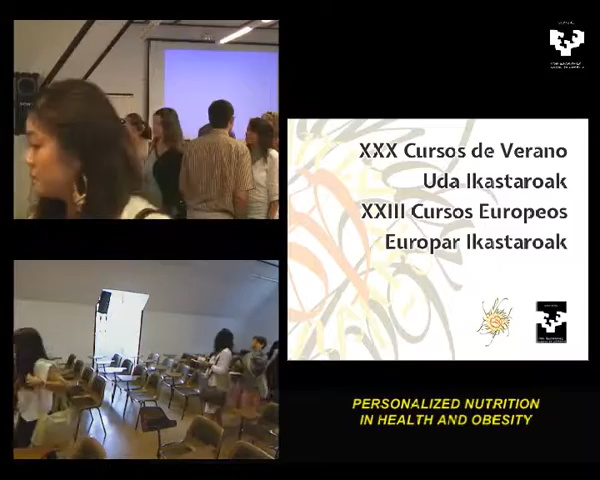 XXX Cursos de Verano
Uda Ikastaroak
XXIII Cursos Europeos
Europar Ikastaroak
PERSONALIZED NUTRITION
IN HEALTH AND OBESITY